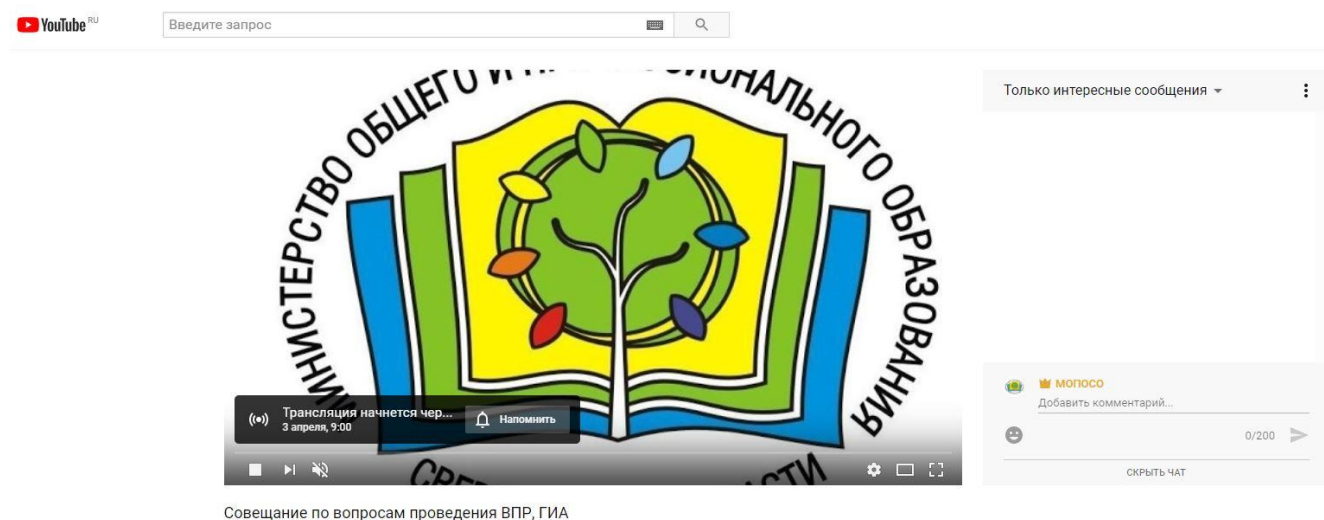 YouTube RU
Введите запрос
МИНИСТЕРСТВО ОБЩЕГО И
ОБРАЗОВАНИЯ
Только интересные сообщения
Трансляция начнется чер...
3 апреля, 9:00
Напомнить
МОПОСО
Добавить комментарий...
0/200
СКРЫТЬ ЧАТ
Совещание по вопросам проведения ВПР, ГИА